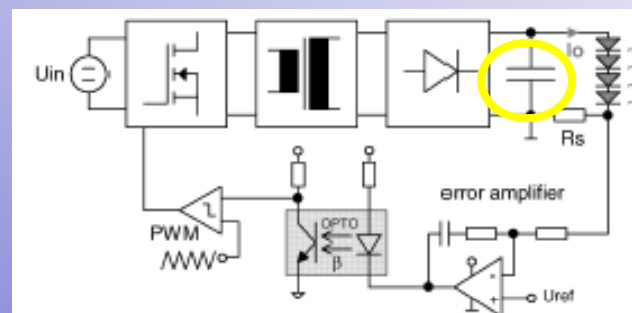 Io
Uin
Rs
error amplifier
PWM
OPTO
β
-
+
Uref